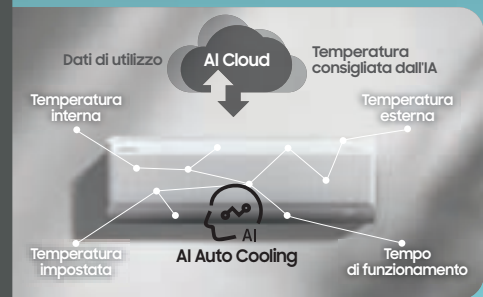 Dati di utilizzo
AI Cloud
Temperatura
consigliata dall'IA
Temperatura
interna
Temperatura
esterna
AI
AI Auto Cooling
Temperatura
impostata
Tempo
di funzionamento